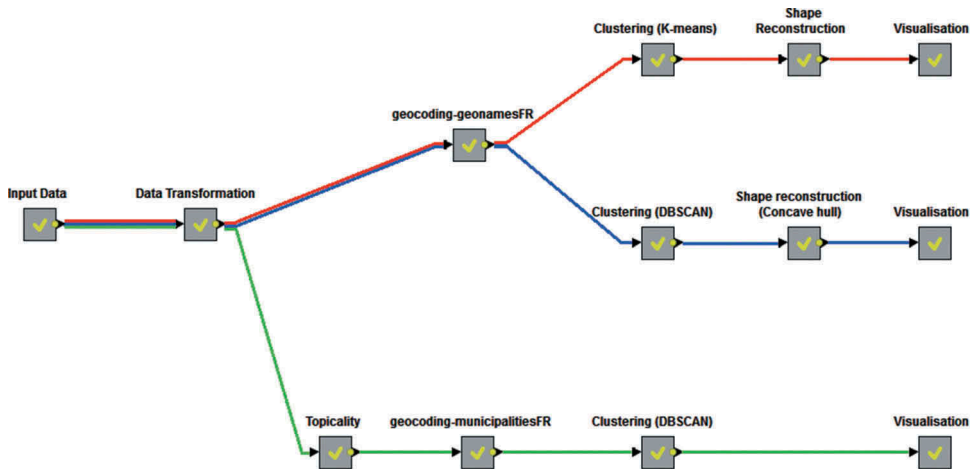 Shape
Clustering (K-means)
Reconstruction
Visualisation
geocoding-geonamesFR
Input Data
Data Transformation
Shape reconstruction
Clustering (DBSCAN)
(Concave hull)
Visualisation
Topicality
geocoding-municipalitiesFR
Clustering (DBSCAN)
Visualisation